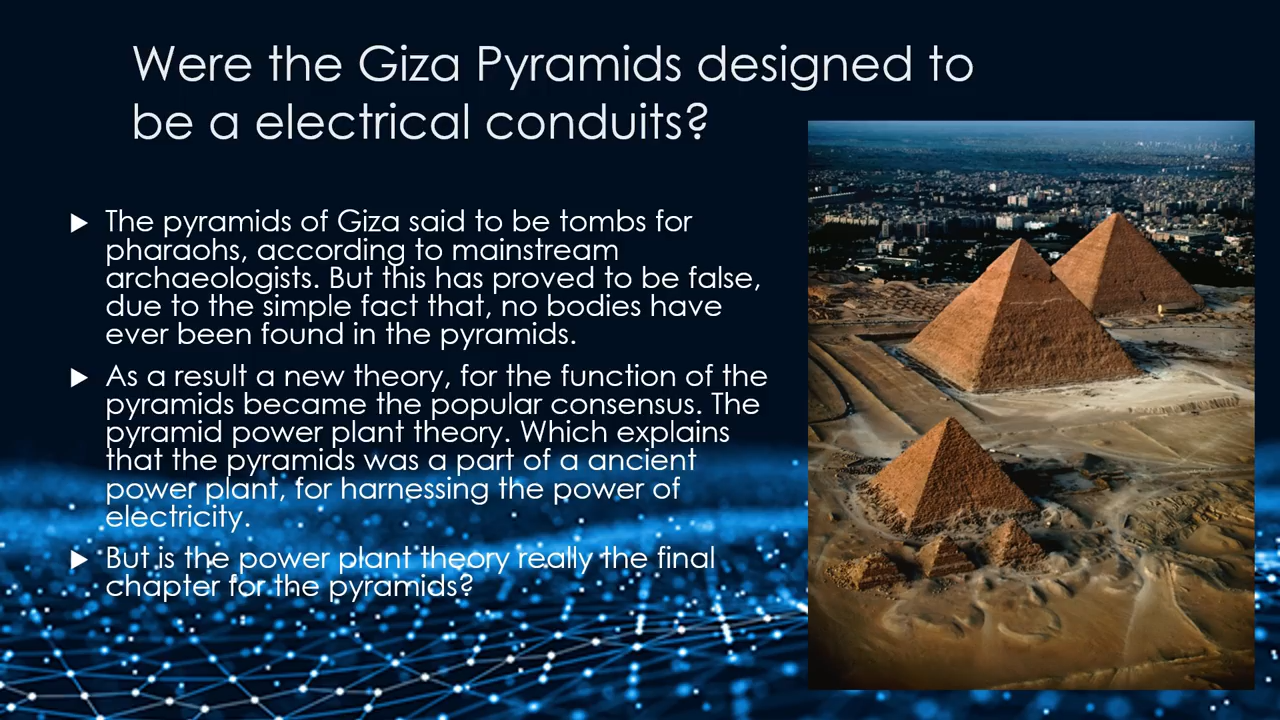 Were the Giza Pyramids designed to
be a electrical conduits?
The pyramids of Giza said to be tombs for
pharaohs, according to mainstream
archaeologists. But this has proved to be false,
due to the simple fact that, no bodies have
ever been found in the pyramids.
As a result a new theory, for the function of the
pyramids became the popular consensus. The
pyramid power plant theory. Which explains
that the pyramids was a part of a ancient
power plant, for harnessing the power of
electricity.
But is the power plant theory really the final
chapter for the pyramids?